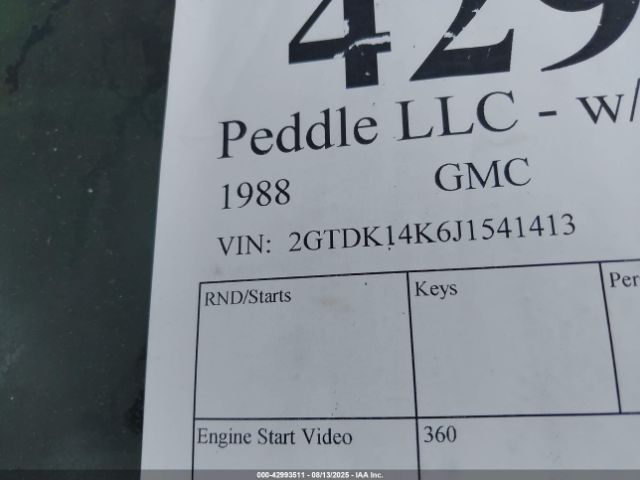 429
Peddle LLC - w/
1988 GMC
VIN: 2GTDK14K6J1541413
RND/Starts Keys Per
Engine Start Video 360
000-42993511 - 08/13/2025 - IAA Inc.